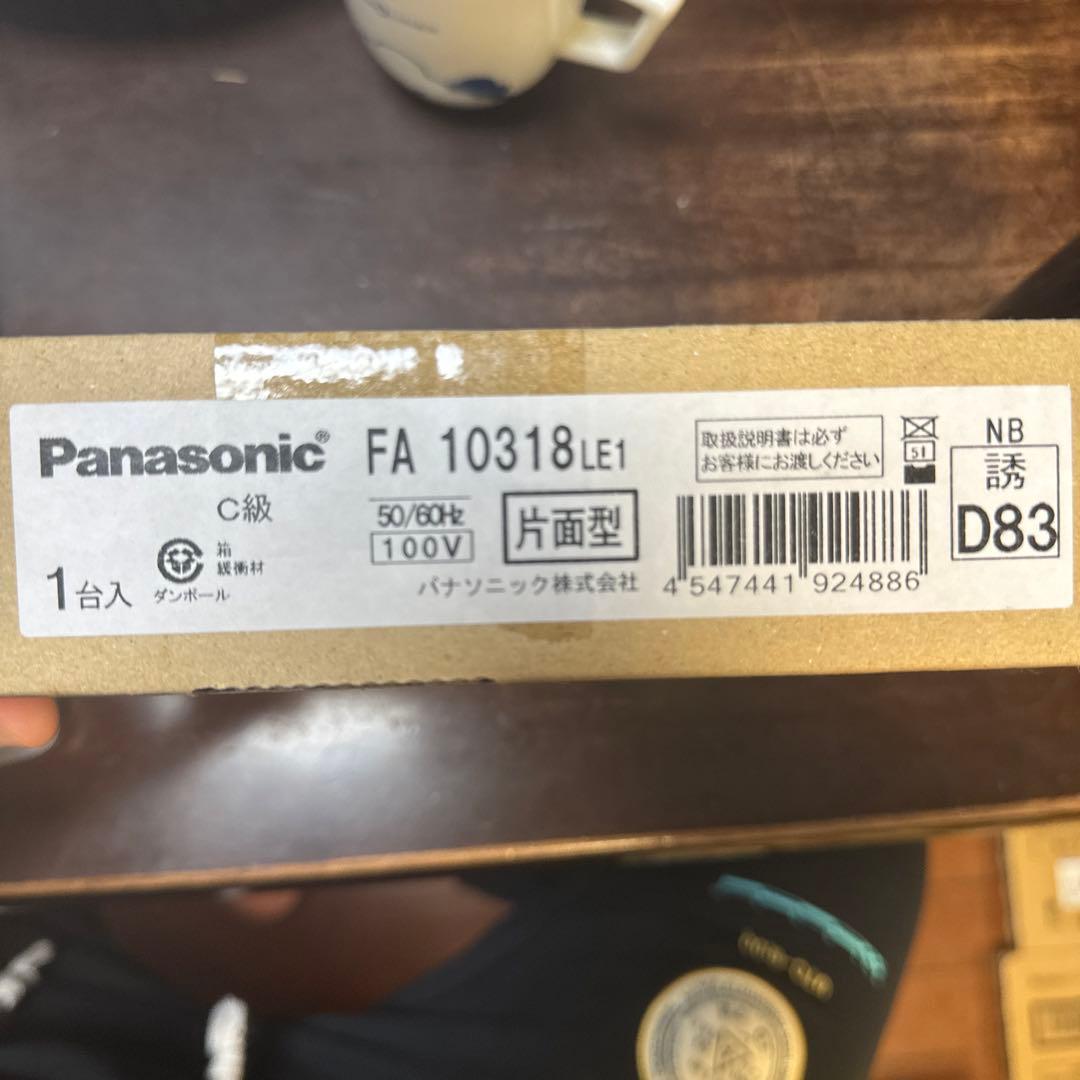 Panasonic® FA 10318LE1
C級
50/60Hz
100V
片面型
取扱説明書は必ず
お客様にお渡しください
51
NB
誘
D83
1台入
箱
緩衝材
ダンボール
パナソニック株式会社
4 547441 924886